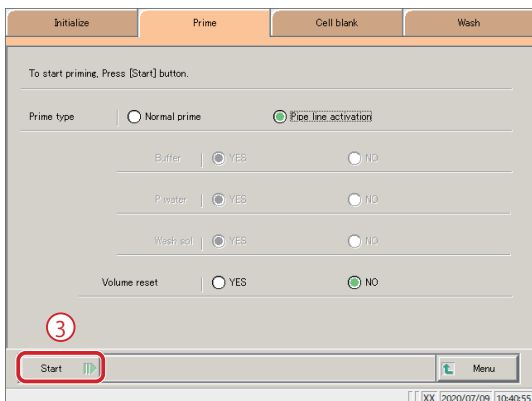 Initialize Prime Cell blank Wash
To start priming, Press [Start] button.
Prime type Normal prime Pipe line activation
Buffer YES NO
P water YES NO
Wash sol YES NO
Volume reset YES NO
3
Start Menu
XX 2020/07/09 10:40:55